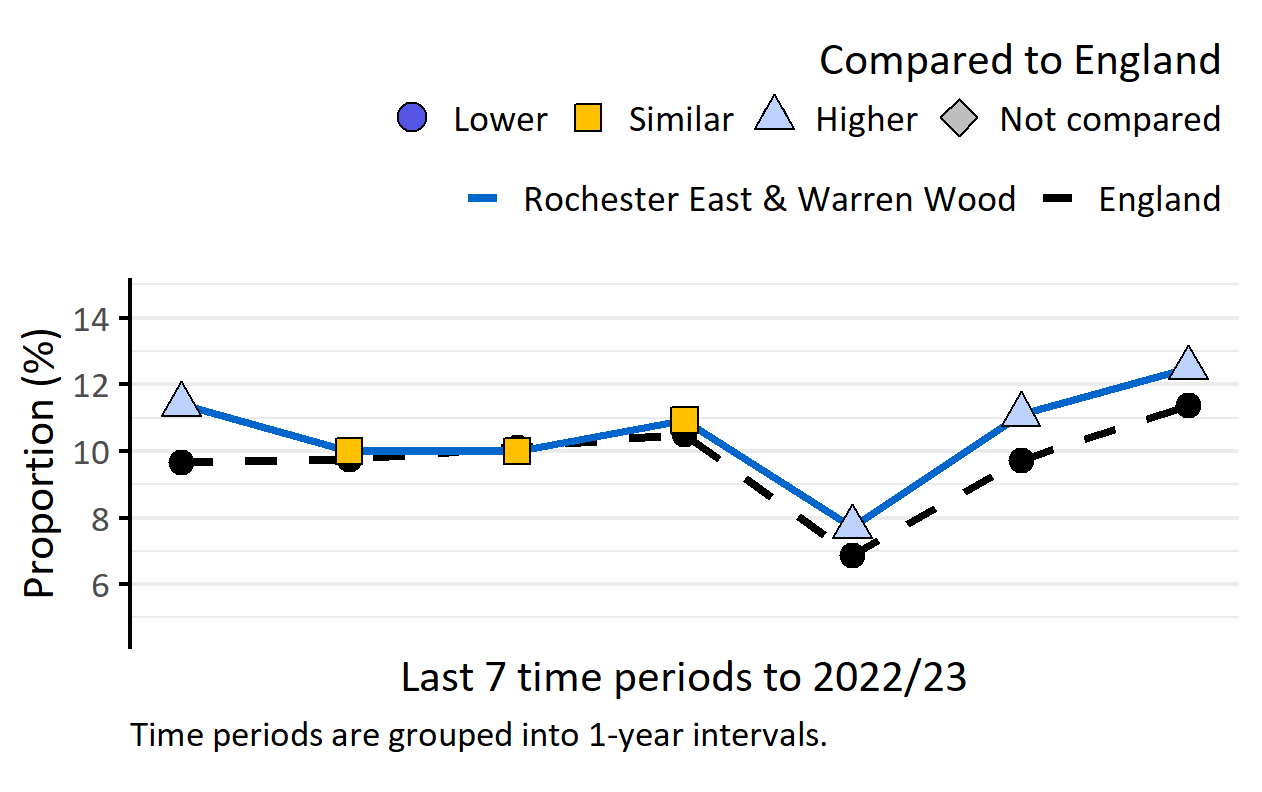 Compared to England
Lower Similar Higher Not compared
Rochester East & Warren Wood England
Proportion (%)
14
12
10
8
6
Last 7 time periods to 2022/23
Time periods are grouped into 1-year intervals.